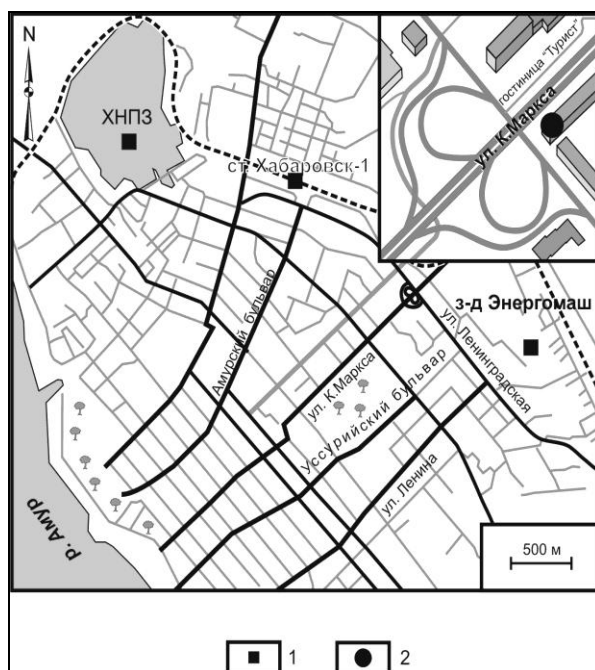 N
ХНПЗ
ст. Хабаровск-1
гостиница "Турист"
ул. К.Маркса
з-д Энергомаш
ул. Ленинградская
Амурский бульвар
ул. К.Маркса
Уссурийский бульвар
ул. Ленина
р. Амур
500 м
1
2